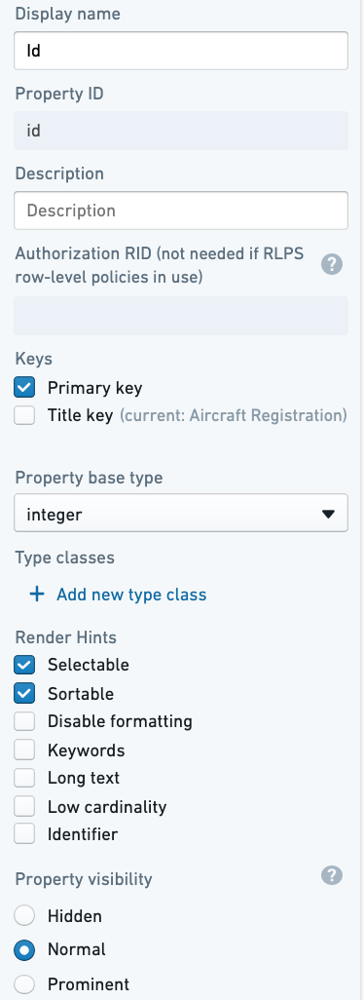 Display name
Id
Property ID
id
Description
Description
Authorization RID (not needed if RLPS
row-level policies in use)
?
Keys
Primary key
Title key (current: Aircraft Registration)
Property base type
integer
Type classes
+ Add new type class
Render Hints
Selectable
Sortable
Disable formatting
Keywords
Long text
Low cardinality
Identifier
Property visibility
?
Hidden
Normal
Prominent